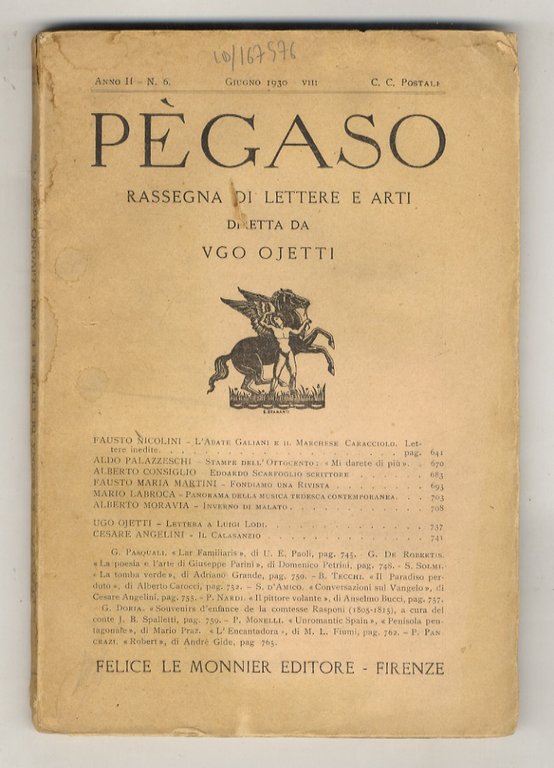 10/167576
ANNO II – N. 6. GIUGNO 1930 – VIII C. C. POSTALE
PÈGASO
RASSEGNA DI LETTERE E ARTI
DIRETTA DA
VGO OJETTI
FAUSTO NICOLINI – L'ABATE GALIANI E IL MARCHESE CARACCIOLO. Let-
tere inedite. . . . . . . . . . . . . . pag. 641
ALDO PALAZZESCHI – STAMPE DELL'OTTOCENTO: «Mi darete di più». . 670
ALBERTO CONSIGLIO – EDOARDO SCARFOGLIO SCRITTORE . . . . . . 683
FAUSTO MARIA MARTINI – FONDIAMO UNA RIVISTA . . . . . . . . 693
MARIO LABROCA – PANORAMA DELLA MUSICA TEDESCA CONTEMPORANEA. . . 703
ALBERTO MORAVIA – INVERNO DI MALATO. . . . . . . . . . . 708
UGO OJETTI – LETTERA A LUIGI LODI. . . . . . . . . . . . 737
CESARE ANGELINI – IL CALASANZIO . . . . . . . . . . . . 741
G. PASQUALI. «Lar Familiaris», di U. E. Paoli, pag. 745. – G. DE ROBERTIS.
«La poesia e l'arte di Giuseppe Parini», di Domenico Petrini, pag. 748. – S. SOLMI.
«La tomba verde», di Adriano Grande, pag. 750. – B. TECCHI. «Il Paradiso per-
duto», di Alberto Carocci, pag. 752. – S. D'AMICO. «Conversazioni sul Vangelo», di
Cesare Angelini, pag. 755. – P. NARDI. «Il pittore volante», di Anselmo Bucci, pag. 757.
– G. DORIA. «Souvenirs d'enfance de la comtesse Rasponi (1805-1815), a cura del
conte J. B. Spalletti, pag. 759. – P. MONELLI. «Unromantic Spain», «Penisola pen-
tagonale», di Mario Praz. «L'Encantadora», di M. L. Fiumi, pag. 762. – P. PAN-
CRAZI. «Robert», di André Gide, pag 765.
FELICE LE MONNIER EDITORE - FIRENZE